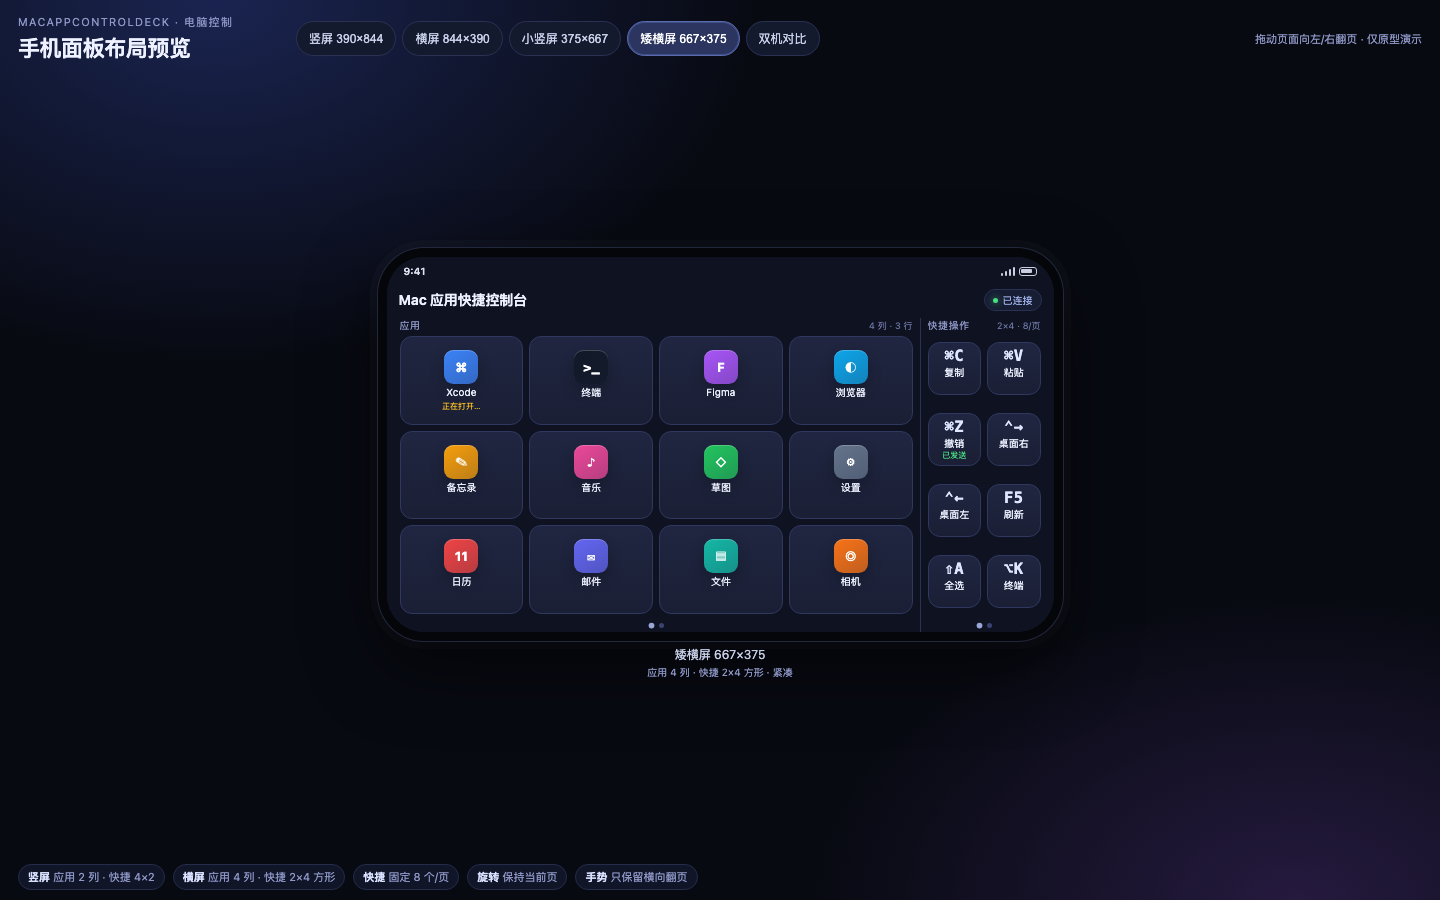 MACAPPCONTROLDECK · 电脑控制
手机面板布局预览
竖屏 390×844
横屏 844×390
小竖屏 375×667
矮横屏 667×375
双机对比
拖动页面向左/右翻页 · 仅原型演示
9:41
Mac 应用快捷控制台
已连接
应用
4 列 · 3 行
⌘
Xcode
正在打开…
>_
终端
F
Figma
◐
浏览器
✎
备忘录
♪
音乐
◇
草图
⚙
设置
11
日历
✉
邮件
▤
文件
◎
相机
快捷操作
2×4 · 8/页
⌘C
复制
⌘V
粘贴
⌘Z
撤销
已发送
⌃→
桌面右
⌃←
桌面左
F5
刷新
⇧A
全选
⌥K
终端
矮横屏 667×375
应用 4 列 · 快捷 2×4 方形 · 紧凑
竖屏 应用 2 列 · 快捷 4×2
横屏 应用 4 列 · 快捷 2×4 方形
快捷 固定 8 个/页
旋转 保持当前页
手势 只保留横向翻页